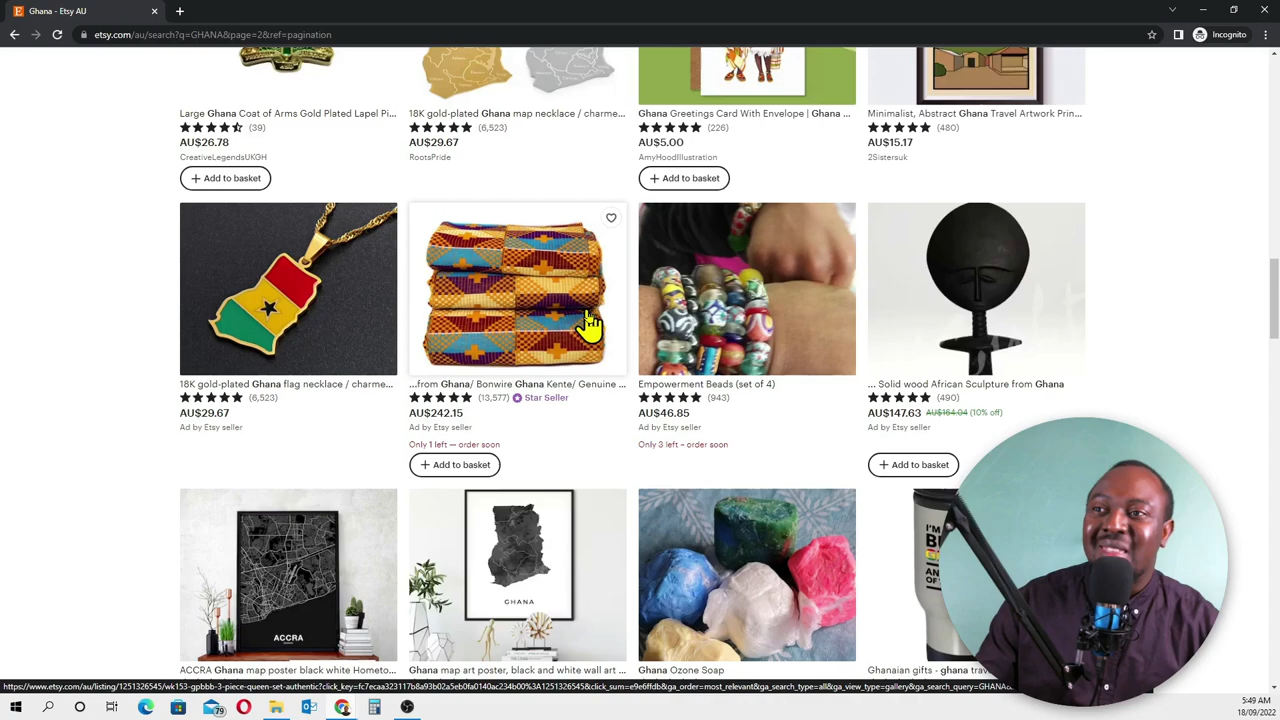 Ghana - Etsy AU
etsy.com/au/search?q=GHANA&page=2&ref=pagination
Incognito
Large Ghana Coat of Arms Gold Plated Lapel Pi...
(39)
AU$26.78
CreativeLegendsUKGH
+ Add to basket
18K gold-plated Ghana map necklace / charme...
(6,523)
AU$29.67
RootsPride
Ghana Greetings Card With Envelope | Ghana ...
(226)
AU$5.00
AmyHoodIllustration
+ Add to basket
Minimalist, Abstract Ghana Travel Artwork Prin...
(480)
AU$15.17
2Sistersuk
18K gold-plated Ghana flag necklace / charme...
(6,523)
AU$29.67
Ad by Etsy seller
...from Ghana/ Bonwire Ghana Kente/ Genuine ...
(13,577) Star Seller
AU$242.15
Ad by Etsy seller
Only 1 left — order soon
+ Add to basket
Empowerment Beads (set of 4)
(943)
AU$46.85
Ad by Etsy seller
Only 3 left – order soon
... Solid wood African Sculpture from Ghana
(490)
AU$147.63 AU$164.04 (10% off)
Ad by Etsy seller
+ Add to basket
ACCRA
ACCRA Ghana map poster black white Hometo...
GHANA
Ghana map art poster, black and white wall art ...
Ghana Ozone Soap
I'M
Ghanaian gifts - ghana trav
79
5:49 AM
18/09/2022